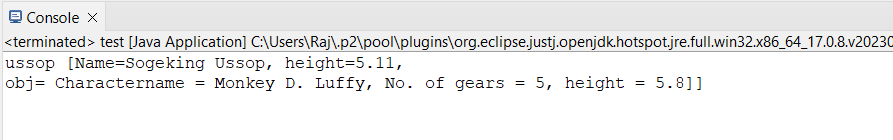 Console
<terminated> test [Java Application] C:\Users\Raj\.p2\pool\plugins\org.eclipse.justj.openjdk.hotspot.jre.full.win32.x86_64_17.0.8.v20230
ussop [Name=Sogeking Ussop, height=5.11,
obj= Charactername = Monkey D. Luffy, No. of gears = 5, height = 5.8]]